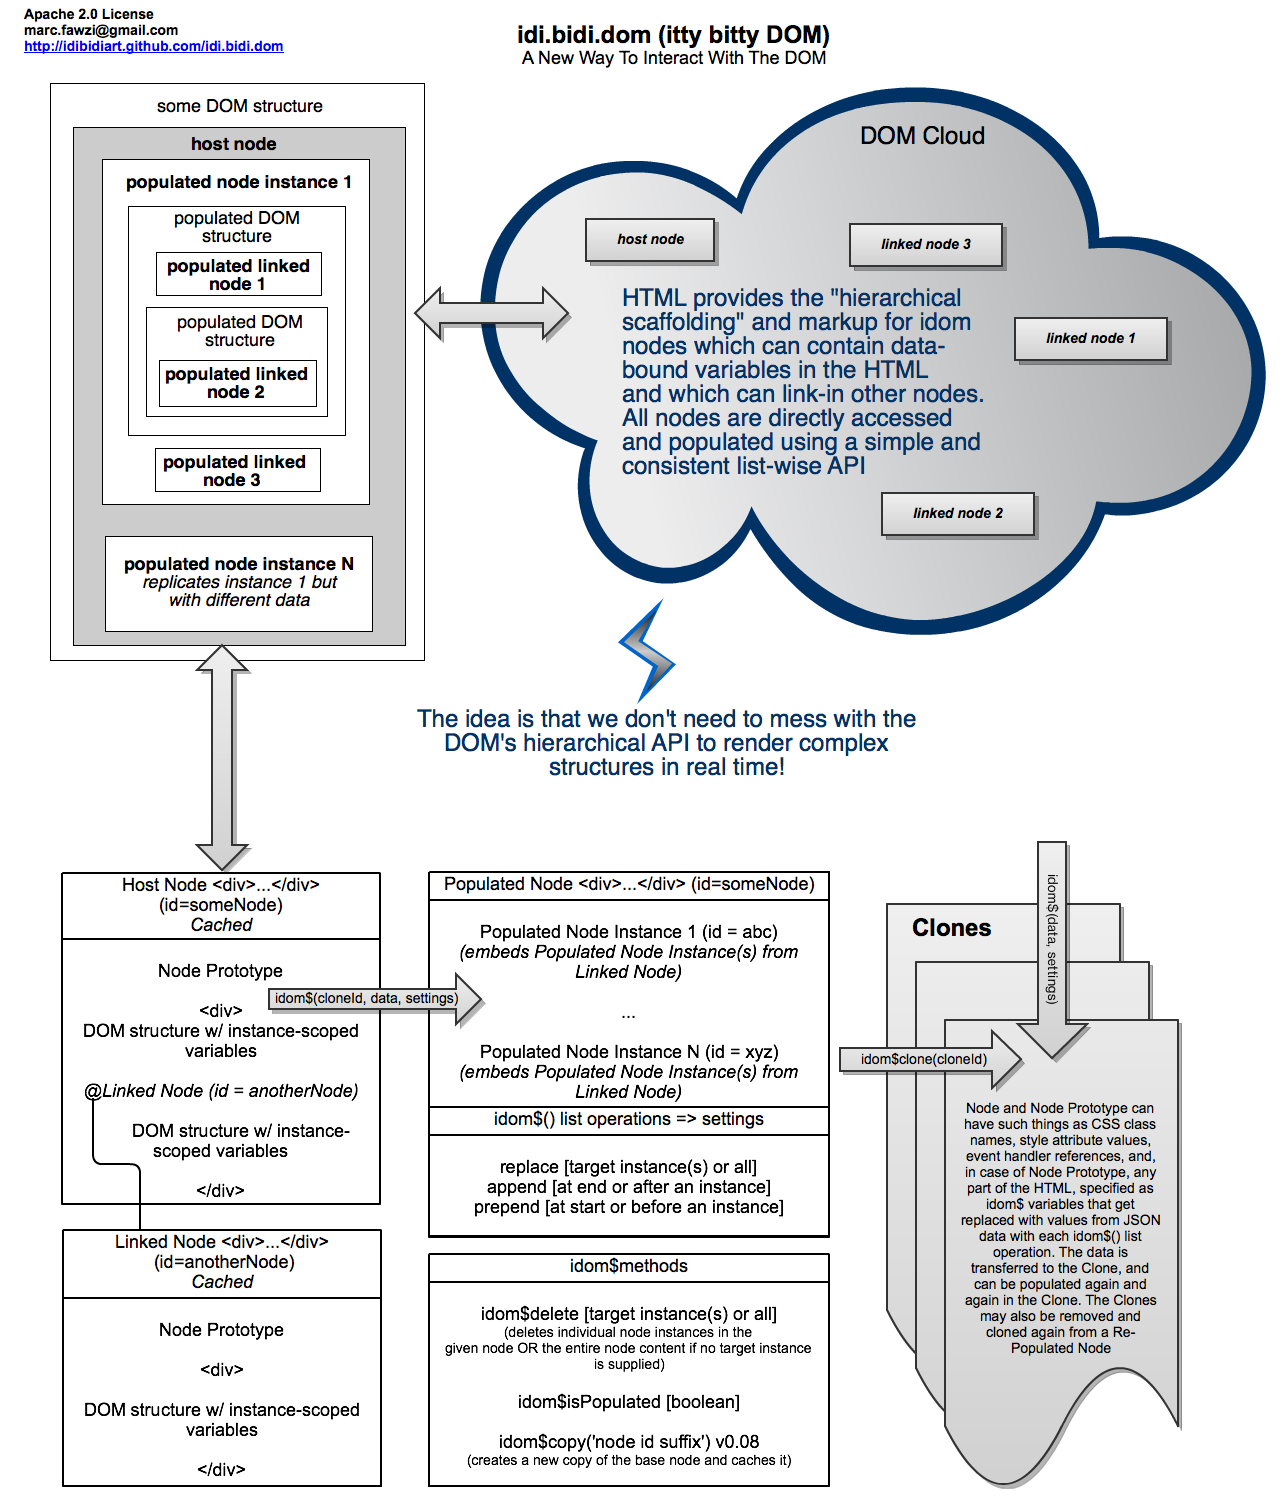 Apache 2.0 License
marc.fawzi@gmail.com
http://idibidiart.github.com/idi.bidi.dom
idi.bidi.dom (itty bitty DOM)
A New Way To Interact With The DOM
some DOM structure
host node
populated node instance 1
populated DOM
structure
populated linked
node 1
populated DOM
structure
populated linked
node 2
populated linked
node 3
populated node instance N
replicates instance 1 but
with different data
DOM Cloud
host node
linked node 3
linked node 1
linked node 2
HTML provides the "hierarchical
scaffolding" and markup for idom
nodes which can contain data-
bound variables in the HTML
and which can link-in other nodes.
All nodes are directly accessed
and populated using a simple and
consistent list-wise API
The idea is that we don't need to mess with the
DOM's hierarchical API to render complex
structures in real time!
Host Node <div>...</div>
(id=someNode)
Cached
Node Prototype
<div>
DOM structure w/ instance-scoped
variables
@Linked Node (id = anotherNode)
DOM structure w/ instance-
scoped variables
</div>
Linked Node <div>...</div>
(id=anotherNode)
Cached
Node Prototype
<div>
DOM structure w/ instance-scoped
variables
</div>
idom$(cloneId, data, settings)
Populated Node <div>...</div> (id=someNode)
Populated Node Instance 1 (id = abc)
(embeds Populated Node Instance(s) from
Linked Node)
...
Populated Node Instance N (id = xyz)
(embeds Populated Node Instance(s) from
Linked Node)
idom$() list operations => settings
replace [target instance(s) or all]
append [at end or after an instance]
prepend [at start or before an instance]
idom$methods
idom$delete [target instance(s) or all]
(deletes individual node instances in the
given node OR the entire node content if no target instance
is supplied)
idom$isPopulated [boolean]
idom$copy('node id suffix') v0.08
(creates a new copy of the base node and caches it)
Clones
idom$(data, settings)
idom$clone(cloneId)
Node and Node Prototype can
have such things as CSS class
names, style attribute values,
event handler references, and,
in case of Node Prototype, any
part of the HTML, specified as
idom$ variables that get
replaced with values from JSON
data with each idom$() list
operation. The data is
transferred to the Clone, and
can be populated again and
again in the Clone. The Clones
may also be removed and
cloned again from a Re-
Populated Node